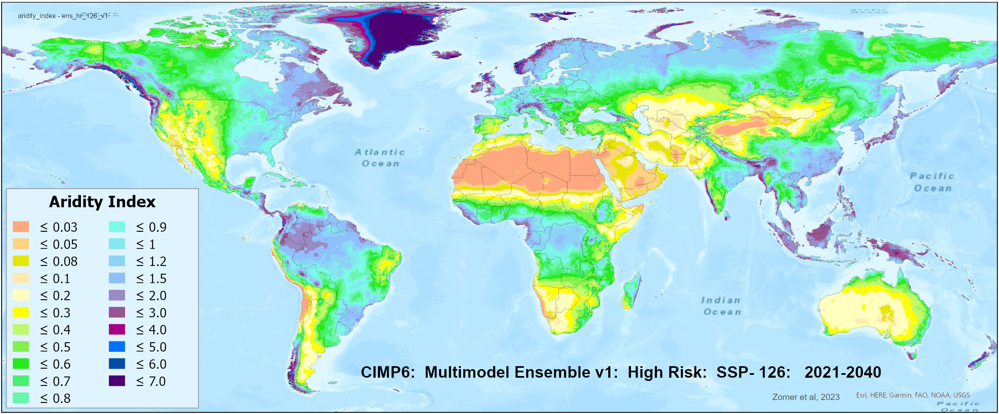 Arctic
Ocean
aridity_index - ens_hr_126_v1
Atlantic
Ocean
Pacific
Ocean
Aridity Index
≤ 0.03
≤ 0.05
≤ 0.08
≤ 0.1
≤ 0.2
≤ 0.3
≤ 0.4
≤ 0.5
≤ 0.6
≤ 0.7
≤ 0.8
≤ 0.9
≤ 1
≤ 1.2
≤ 1.5
≤ 2.0
≤ 3.0
≤ 4.0
≤ 5.0
≤ 6.0
≤ 7.0
Indian
Ocean
CIMP6: Multimodel Ensemble v1: High Risk: SSP- 126: 2021-2040
Zomer et al, 2023
Esri, HERE, Garmin, FAO, NOAA, USGS
Pacific
Ocean